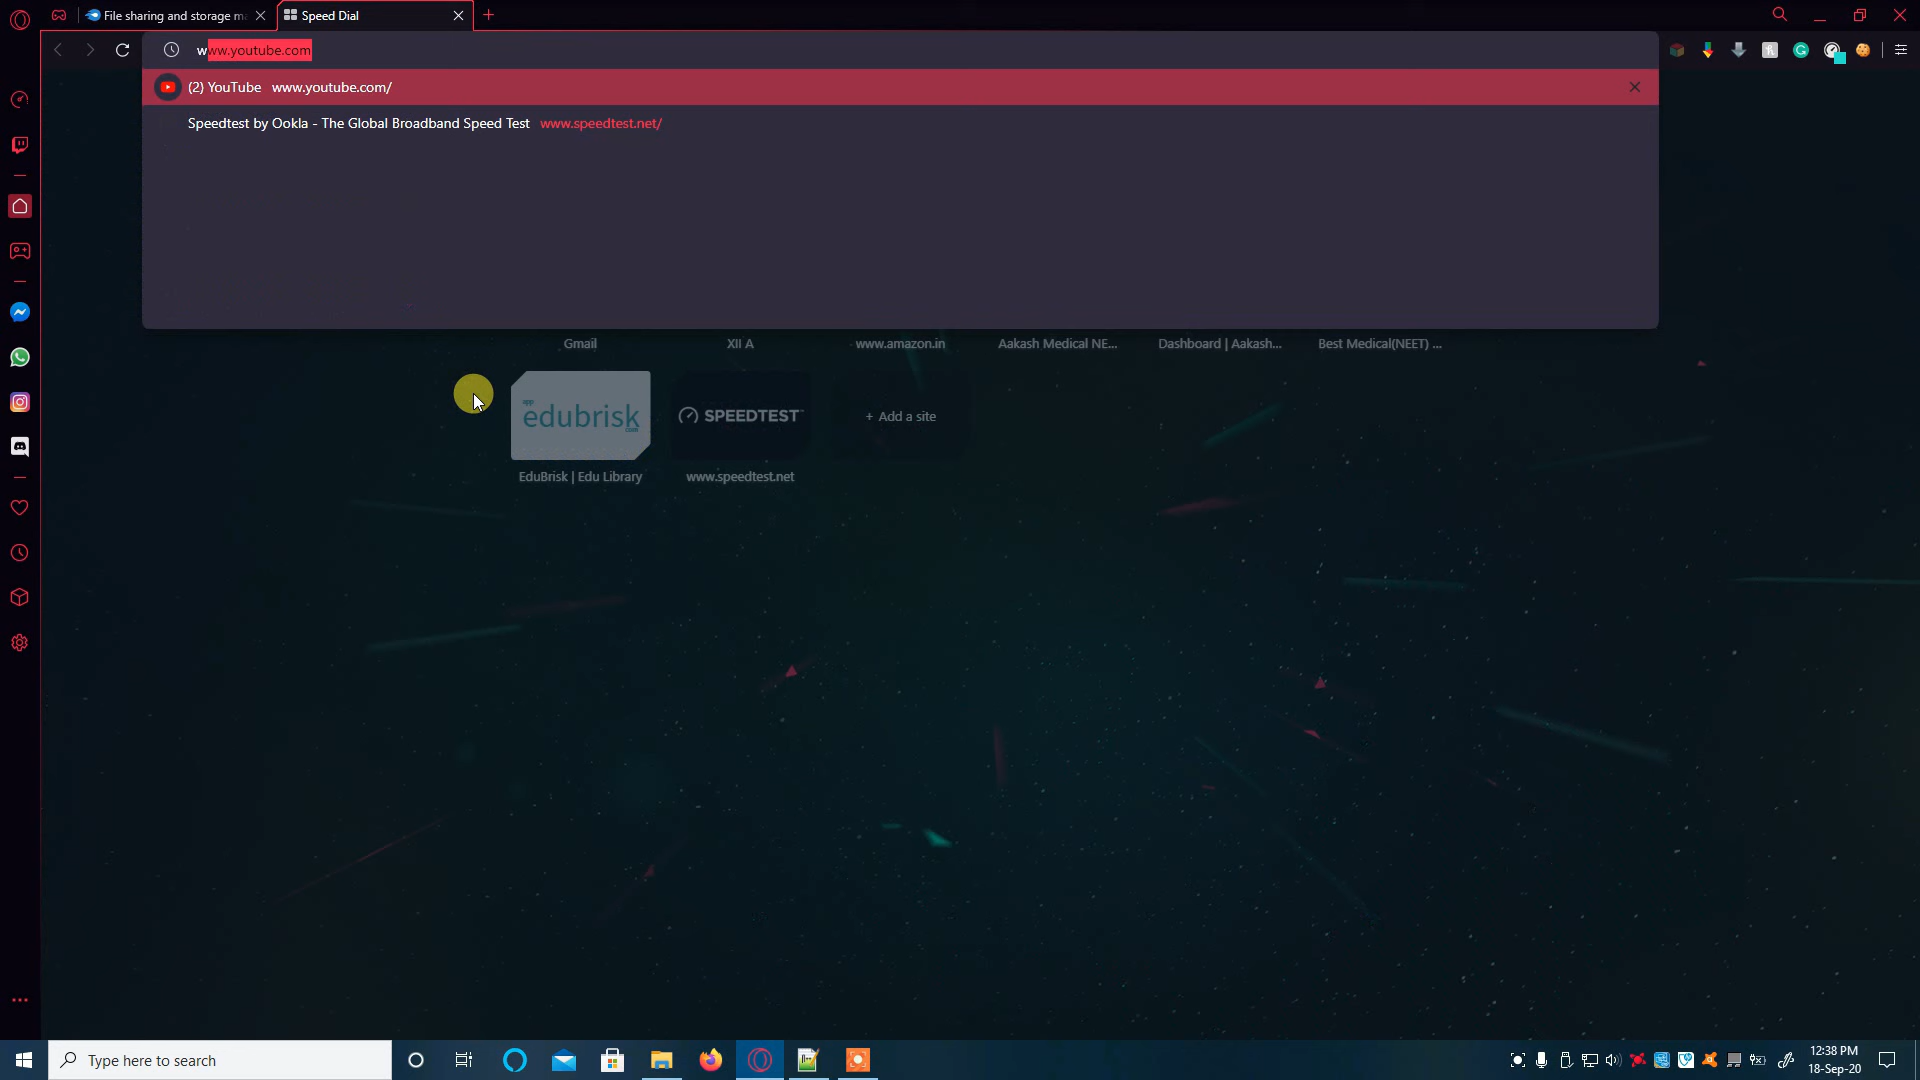 File sharing and storage ma
Speed Dial
www.youtube.com
(2) YouTube www.youtube.com/
Speedtest by Ookla - The Global Broadband Speed Test www.speedtest.net/
Gmail
XII A
www.amazon.in
Aakash Medical NE...
Dashboard | Aakash...
Best Medical(NEET) ...
app
edubrisk
.com
SPEEDTEST
+ Add a site
EduBrisk | Edu Library
www.speedtest.net
Type here to search
12:38 PM
18-Sep-20